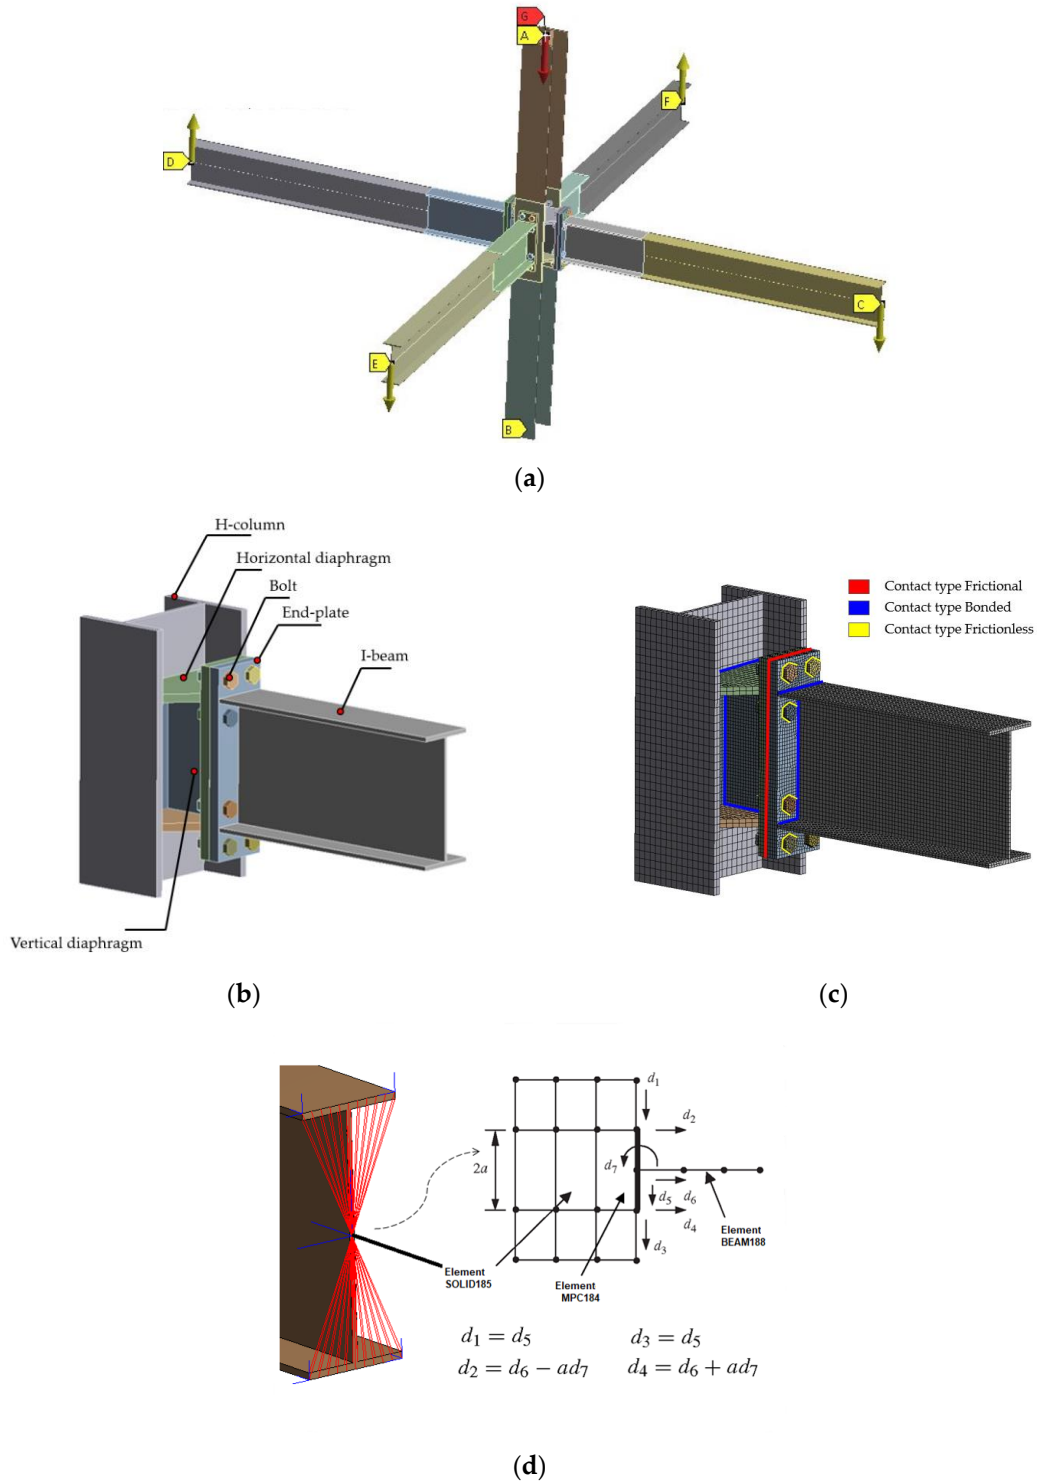 G
A
F
D
C
E
B
(a)
H-column
Horizontal diaphragm
Bolt
End-plate
I-beam
Vertical diaphragm
(b)
Contact type Frictional
Contact type Bonded
Contact type Frictionless
(c)
d₁
d₂
2a
d₇
d₅ d₆
d₄
d₃
Element
BEAM188
Element
SOLID185
Element
MPC184
d₁ = d₅ d₃ = d₅
d₂ = d₆ − ad₇ d₄ = d₆ + ad₇
(d)